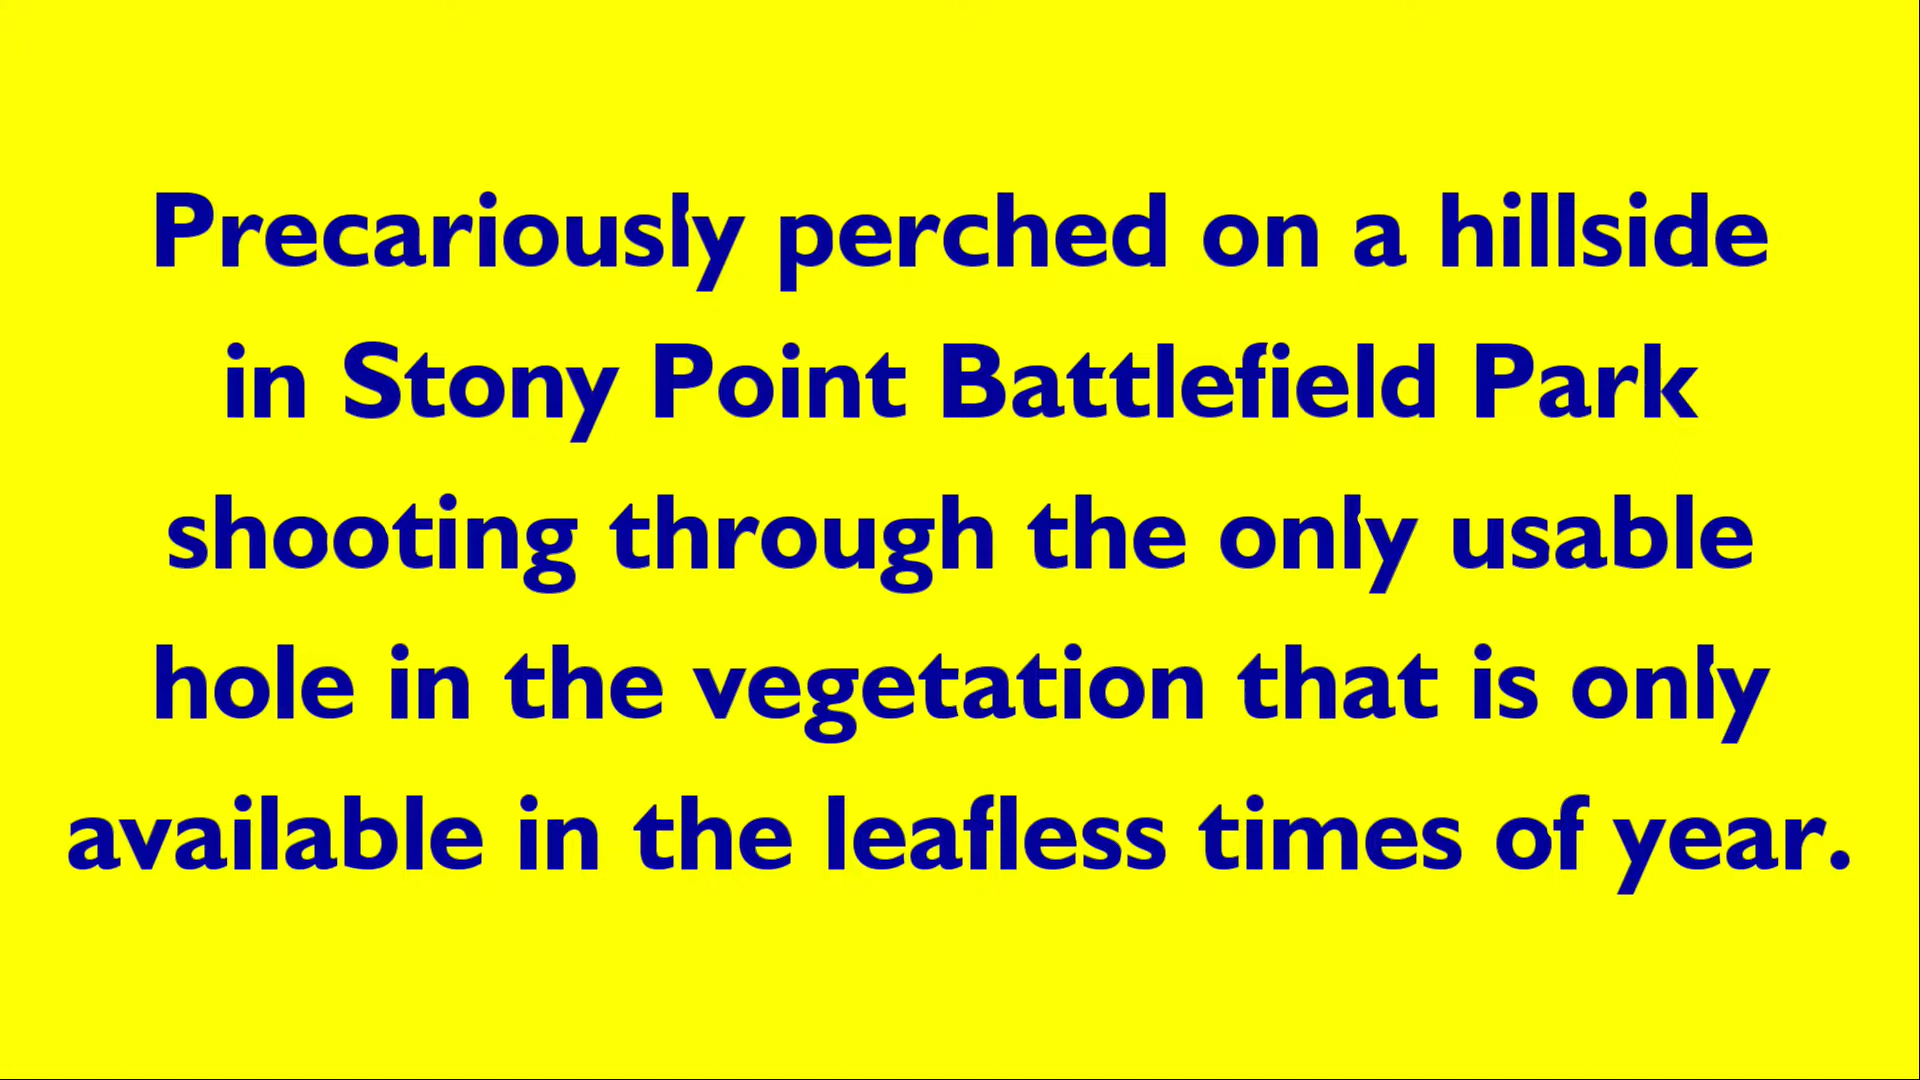 Precariously perched on a hillside
in Stony Point Battlefield Park
shooting through the only usable
hole in the vegetation that is only
available in the leafless times of year.